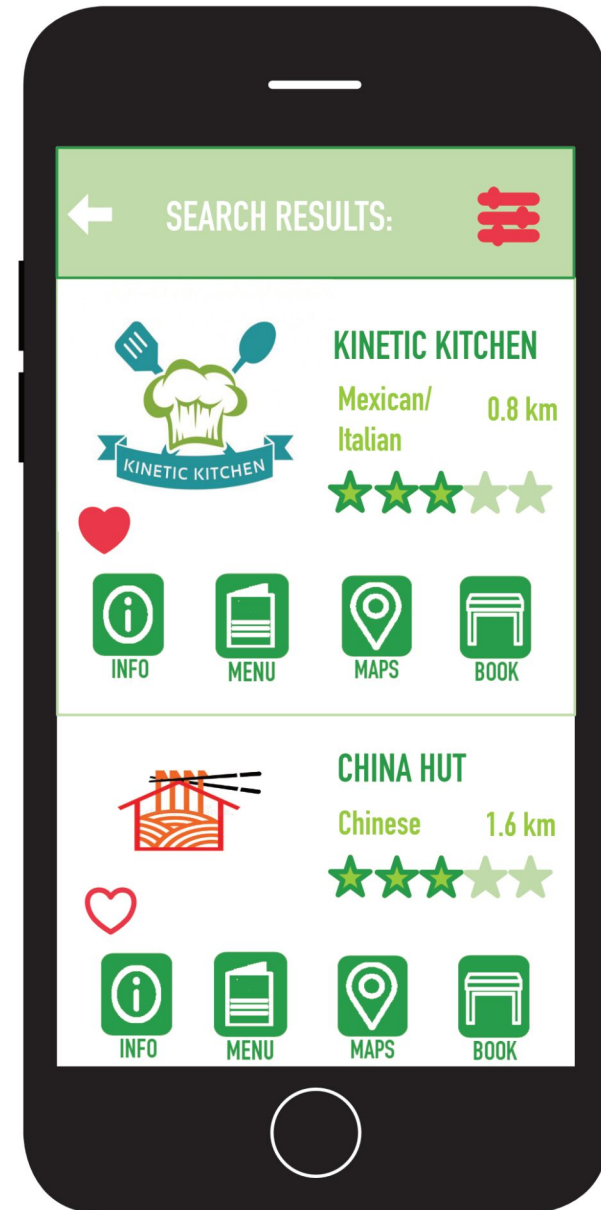 SEARCH RESULTS:
KINETIC KITCHEN
KINETIC KITCHEN
Mexican/
Italian
0.8 km
INFO
MENU
MAPS
BOOK
CHINA HUT
Chinese
1.6 km
INFO
MENU
MAPS
BOOK